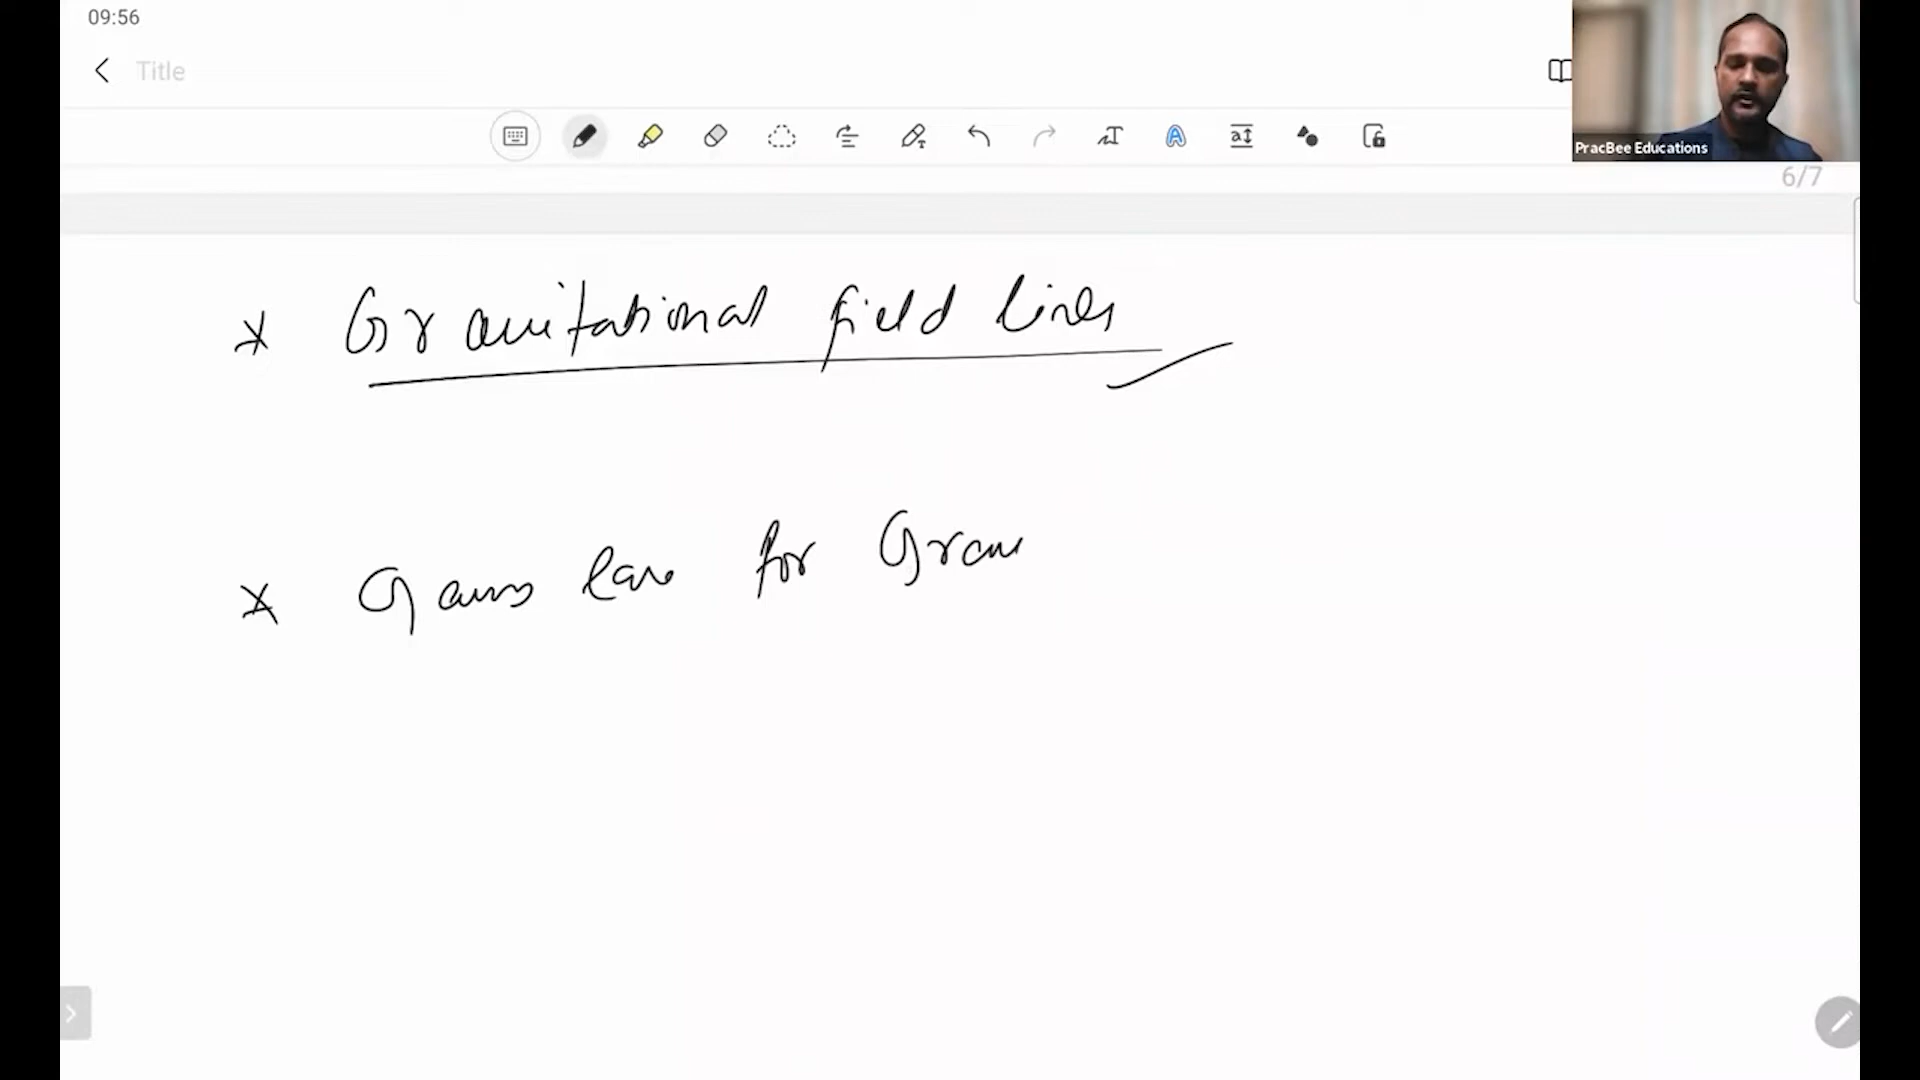 09:56
Title
PracBee Educations
6/7
* Gravitational field lines
* Gauss law for Grav